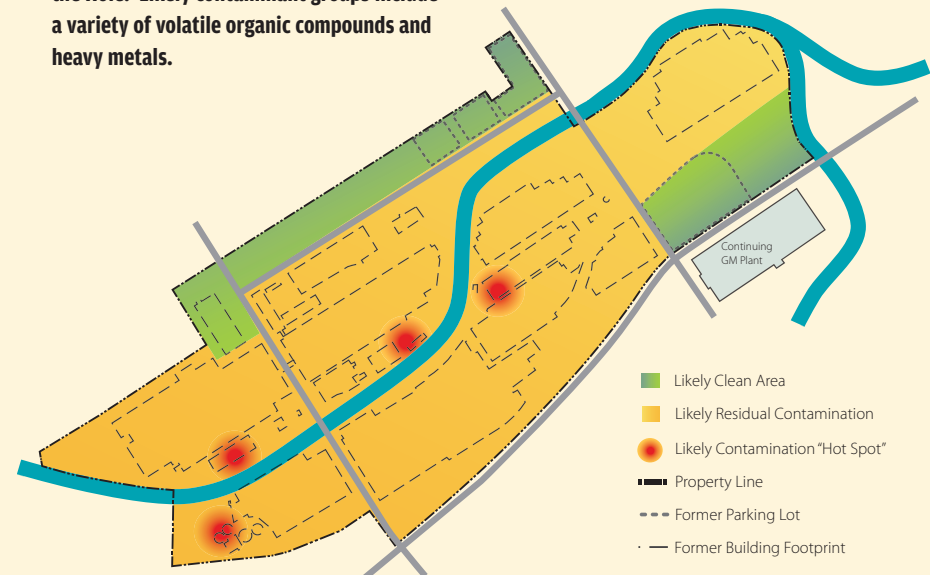 a variety of volatile organic compounds and
heavy metals.
Continuing
GM Plant
Likely Clean Area
Likely Residual Contamination
Likely Contamination “Hot Spot”
Property Line
Former Parking Lot
Former Building Footprint